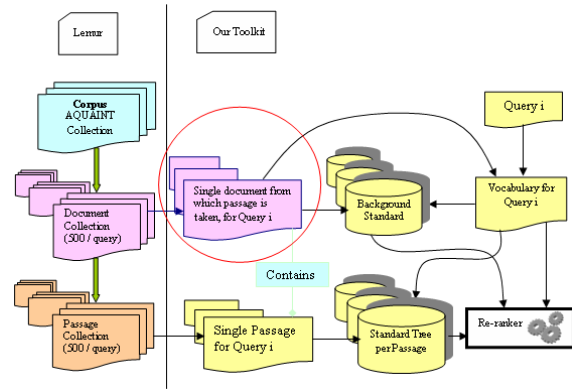 Lemur
Our Toolkit
Corpus
AQUAINT
Collection
Query i
Single document from
which passage is
taken, for Query i
Background
Standard
Vocabulary for
Query i
Document
Collection
(500 / query)
Contains
Passage
Collection
(500 / query)
Single Passage
for Query i
Standard Tree
per Passage
Re-ranker